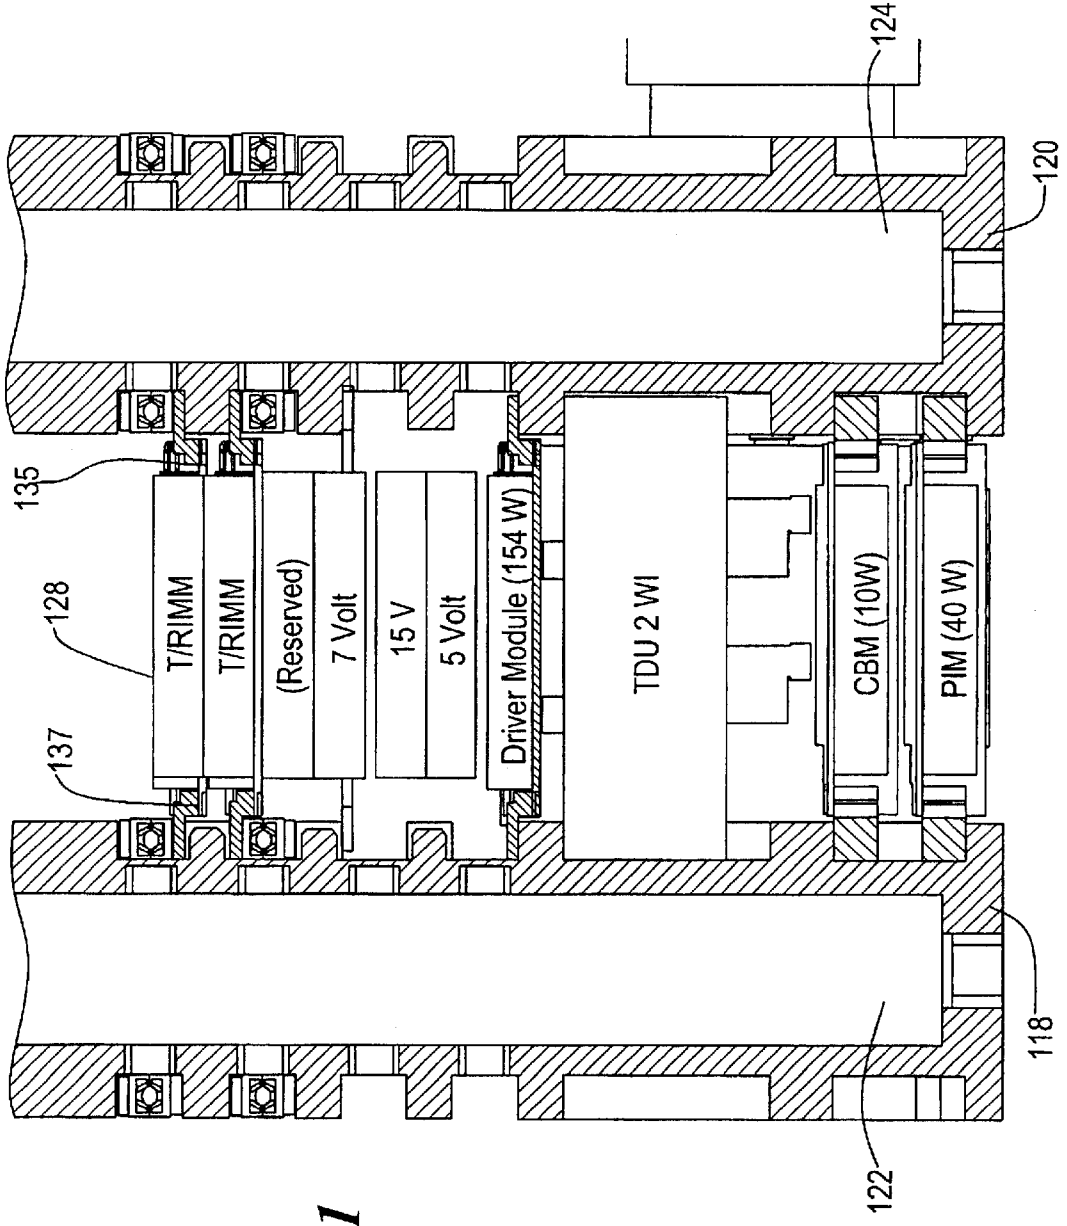 128
135
137
T/RIMM
T/RIMM
(Reserved)
7 Volt
15 V
5 Volt
Driver Module (154 W)
TDU 2 WI
CBM (10W)
PIM (40 W)
124
120
122
118
1